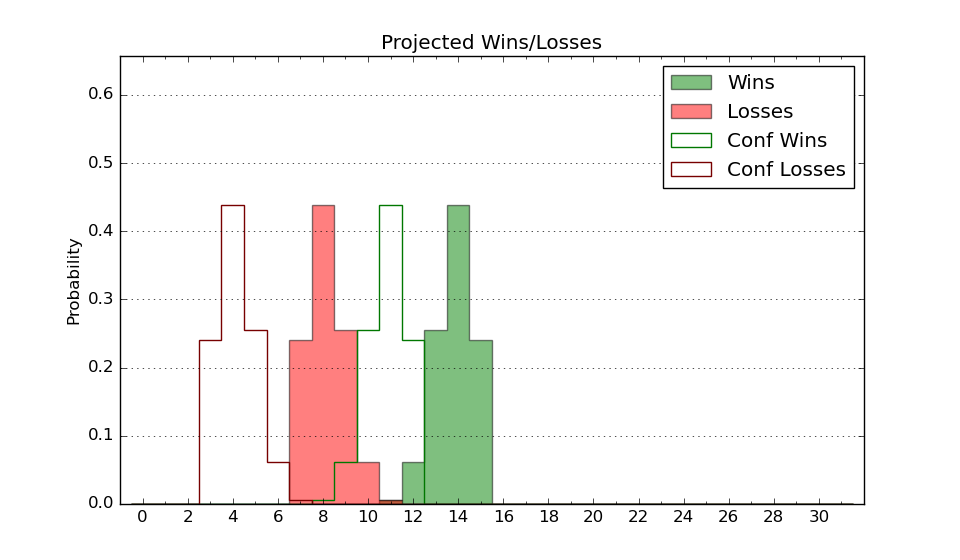 Projected Wins/Losses
Wins
Losses
Conf Wins
Conf Losses
Probability
0.6
0.5
0.4
0.3
0.2
0.1
0.0
0 2 4 6 8 10 12 14 16 18 20 22 24 26 28 30